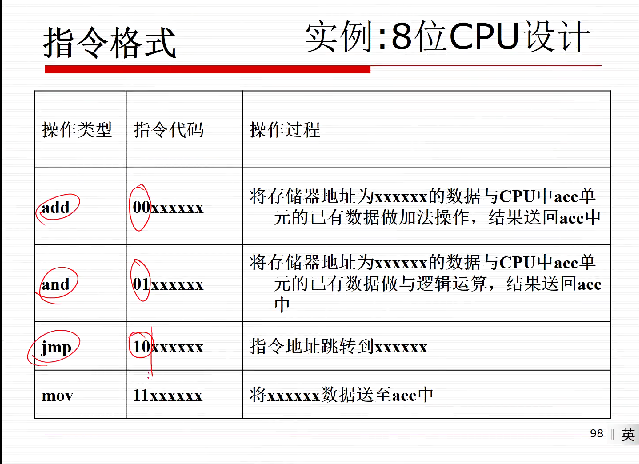 指令格式
实例:8位CPU设计
操作类型 指令代码 操作过程
add 00xxxxxx 将存储器地址为xxxxxx的数据与CPU中acc单
元的已有数据做加法操作，结果送回acc中
and 01xxxxxx 将存储器地址为xxxxxx的数据与CPU中acc单
元的已有数据做与逻辑运算，结果送回acc
中
jmp 10xxxxxx 指令地址跳转到xxxxxx
mov 11xxxxxx 将xxxxxx数据送至acc中
98
英